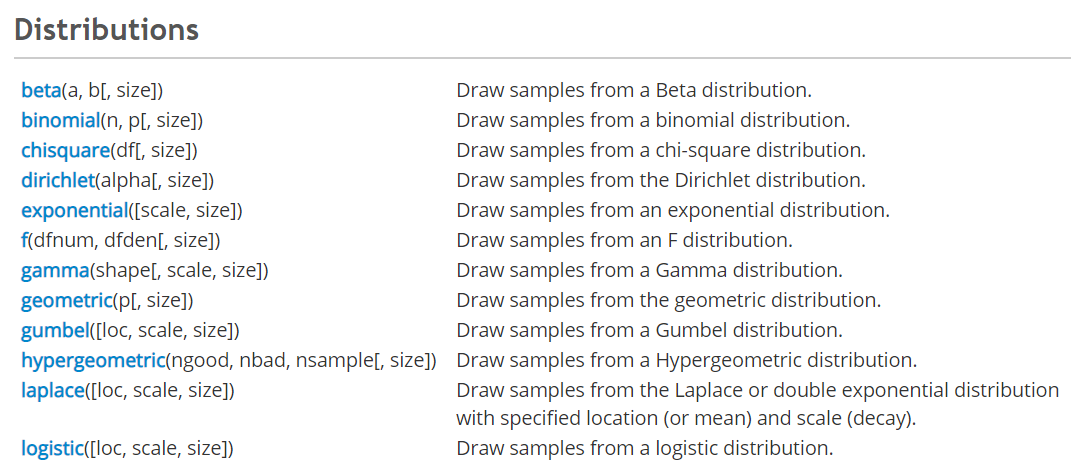 Distributions
beta(a, b[, size]) Draw samples from a Beta distribution.
binomial(n, p[, size]) Draw samples from a binomial distribution.
chisquare(df[, size]) Draw samples from a chi-square distribution.
dirichlet(alpha[, size]) Draw samples from the Dirichlet distribution.
exponential([scale, size]) Draw samples from an exponential distribution.
f(dfnum, dfden[, size]) Draw samples from an F distribution.
gamma(shape[, scale, size]) Draw samples from a Gamma distribution.
geometric(p[, size]) Draw samples from the geometric distribution.
gumbel([loc, scale, size]) Draw samples from a Gumbel distribution.
hypergeometric(ngood, nbad, nsample[, size]) Draw samples from a Hypergeometric distribution.
laplace([loc, scale, size]) Draw samples from the Laplace or double exponential distribution
with specified location (or mean) and scale (decay).
logistic([loc, scale, size]) Draw samples from a logistic distribution.